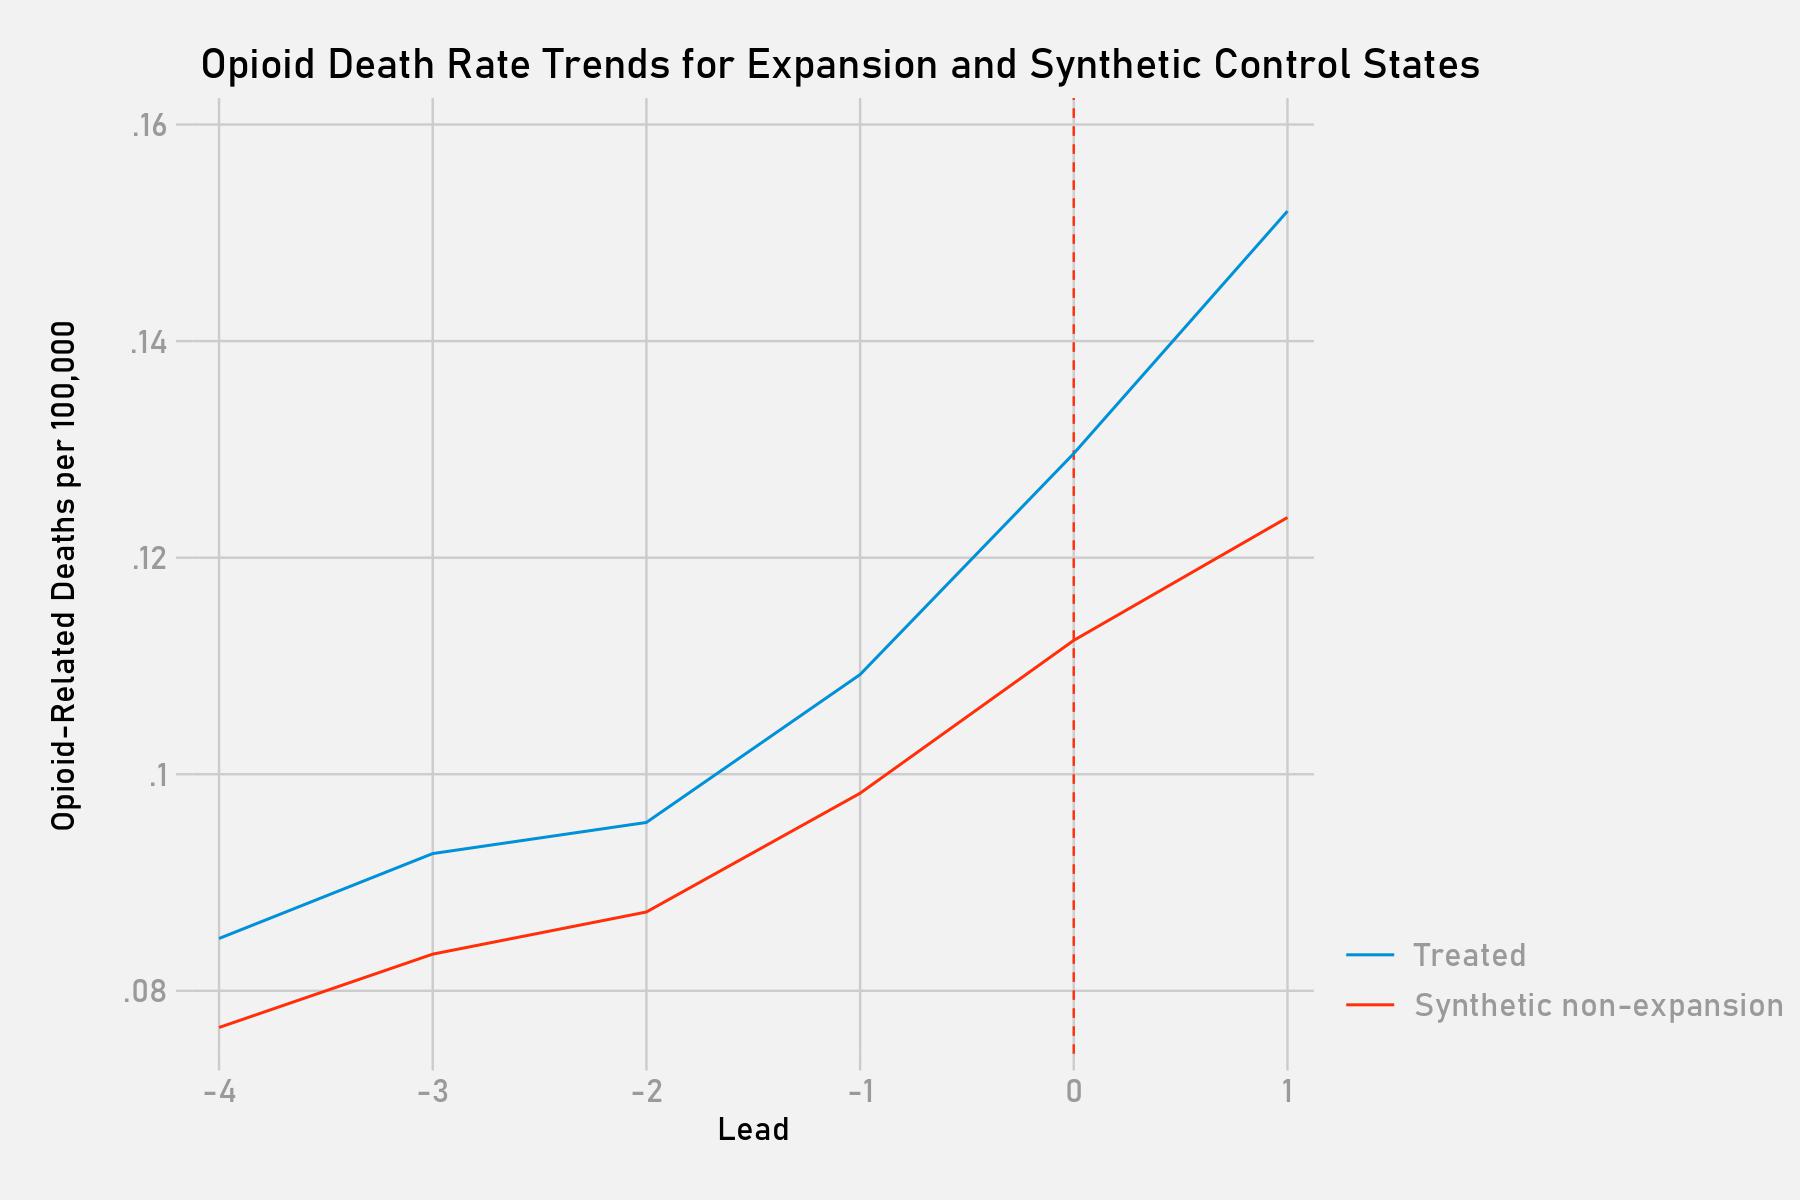 Opioid Death Rate Trends for Expansion and Synthetic Control States
Opioid-Related Deaths per 100,000
.16
.14
.12
.1
.08
-4
-3
-2
-1
0
1
Lead
Treated
Synthetic non-expansion